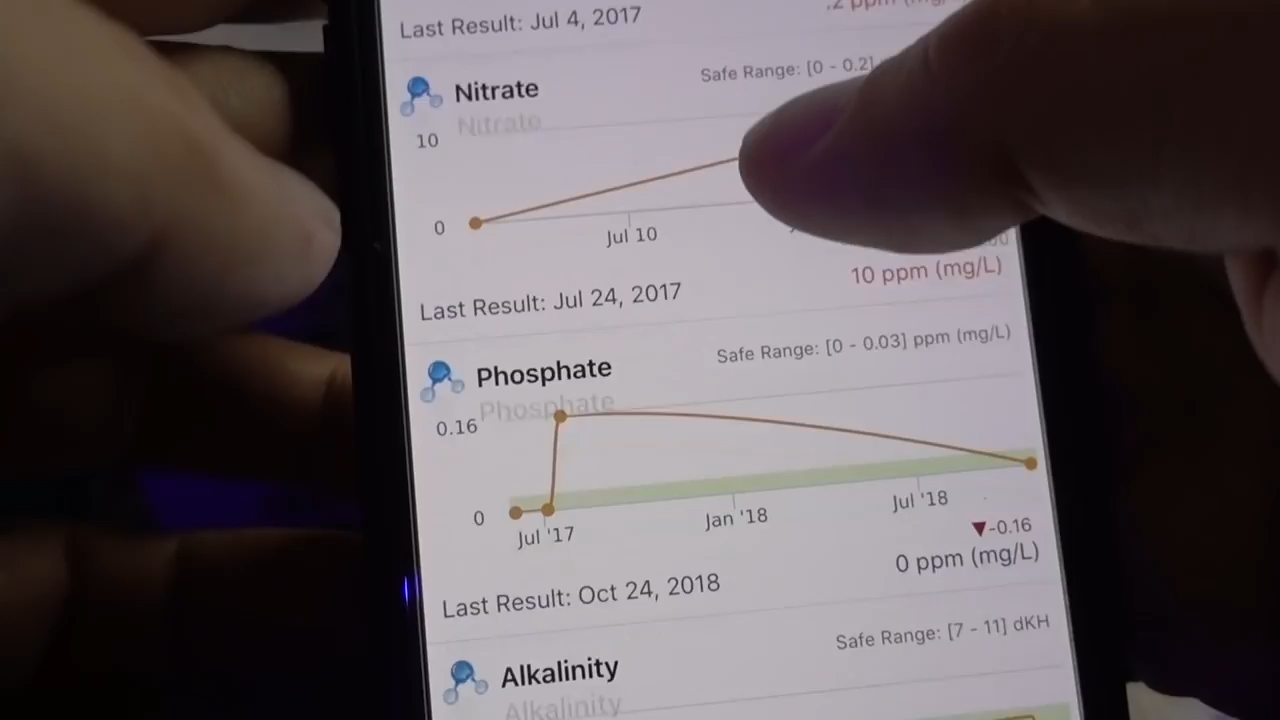 Last Result: Jul 4, 2017
Nitrate
Safe Range: [0 - 0.2]
Nitrate
10
0
Jul 10
10 ppm (mg/L)
Last Result: Jul 24, 2017
Phosphate
Safe Range: [0 - 0.03] ppm (mg/L)
Phosphate
0.16
0
Jul '17
Jan '18
Jul '18
▼-0.16
0 ppm (mg/L)
Last Result: Oct 24, 2018
Alkalinity
Safe Range: [7 - 11] dKH
Alkalinity